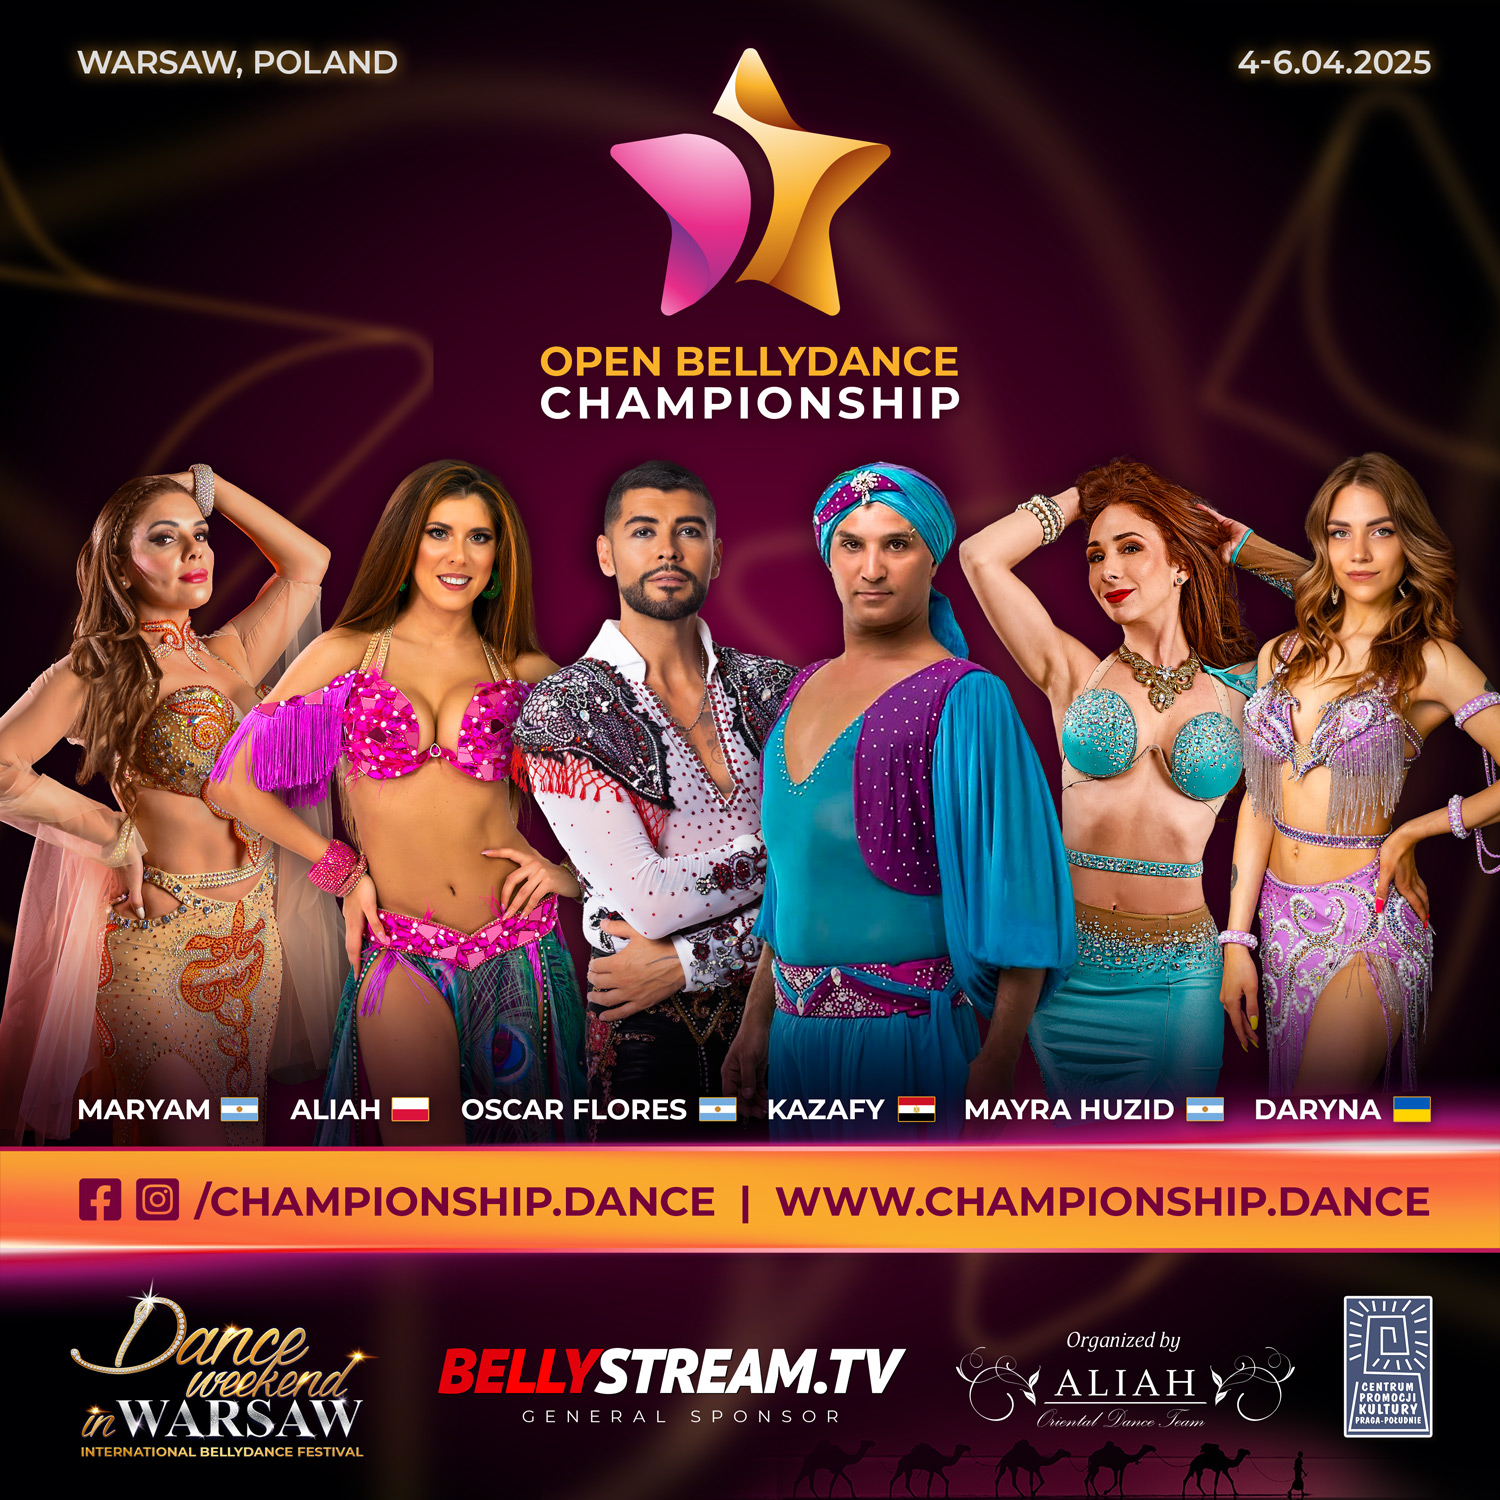 WARSAW, POLAND
4-6.04.2025
OPEN BELLYDANCE
CHAMPIONSHIP
MARYAM
ALIAH
OSCAR FLORES
KAZAFY
MAYRA HUZID
DARYNA
/CHAMPIONSHIP.DANCE | WWW.CHAMPIONSHIP.DANCE
Dance
weekend
in WARSAW
INTERNATIONAL BELLYDANCE FESTIVAL
BELLYSTREAM.TV
GENERAL SPONSOR
Organized by
ALIAH
Oriental Dance Team
CENTRUM
PROMOCJI
KULTURY
PRAGA-POŁUDNIE